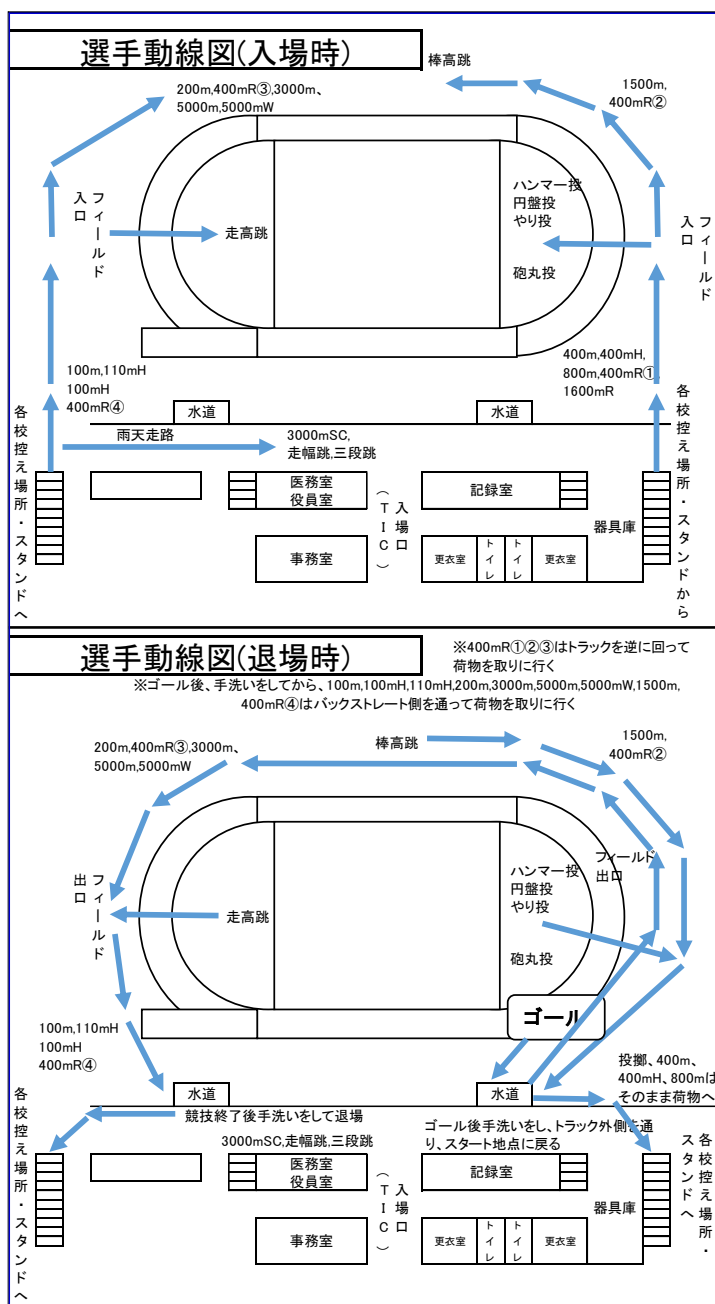 選手動線図(入場時)
棒高跳
200m,400mR③,3000m、
5000m,5000mW
1500m,
400mR②
フィールド
入口
走高跳
ハンマー投
円盤投
やり投
砲丸投
フィールド
入口
100m,110mH
100mH
400mR④
400m,400mH,
800m,400mR①,
1600mR
水道
水道
雨天走路
3000mSC,
走幅跳,三段跳
各校控え場所・スタンドへ
各校控え場所・スタンドから
医務室
役員室
入場口
(TIC)
記録室
器具庫
事務室
更衣室
トイレ
トイレ
更衣室
選手動線図(退場時)
※400mR①②③はトラックを逆に回って
荷物を取りに行く
※ゴール後、手洗いをしてから、100m,100mH,110mH,200m,3000m,5000m,5000mW,1500m,
400mR④はバックストレート側を通って荷物を取りに行く
200m,400mR③,3000m、
5000m,5000mW
棒高跳
1500m,
400mR②
フィールド
出口
走高跳
ハンマー投
円盤投
やり投
砲丸投
フィールド
出口
ゴール
100m,110mH
100mH
400mR④
水道
水道
投擲、400m、
400mH、800mは
そのまま荷物へ
競技終了後手洗いをして退場
3000mSC,走幅跳,三段跳
ゴール後手洗いをし、トラック外側を通
り、スタート地点に戻る
各校控え場所・スタンドへ
各校控え場所・
スタンドへ
医務室
役員室
入場口
(TIC)
記録室
器具庫
事務室
更衣室
トイレ
トイレ
更衣室